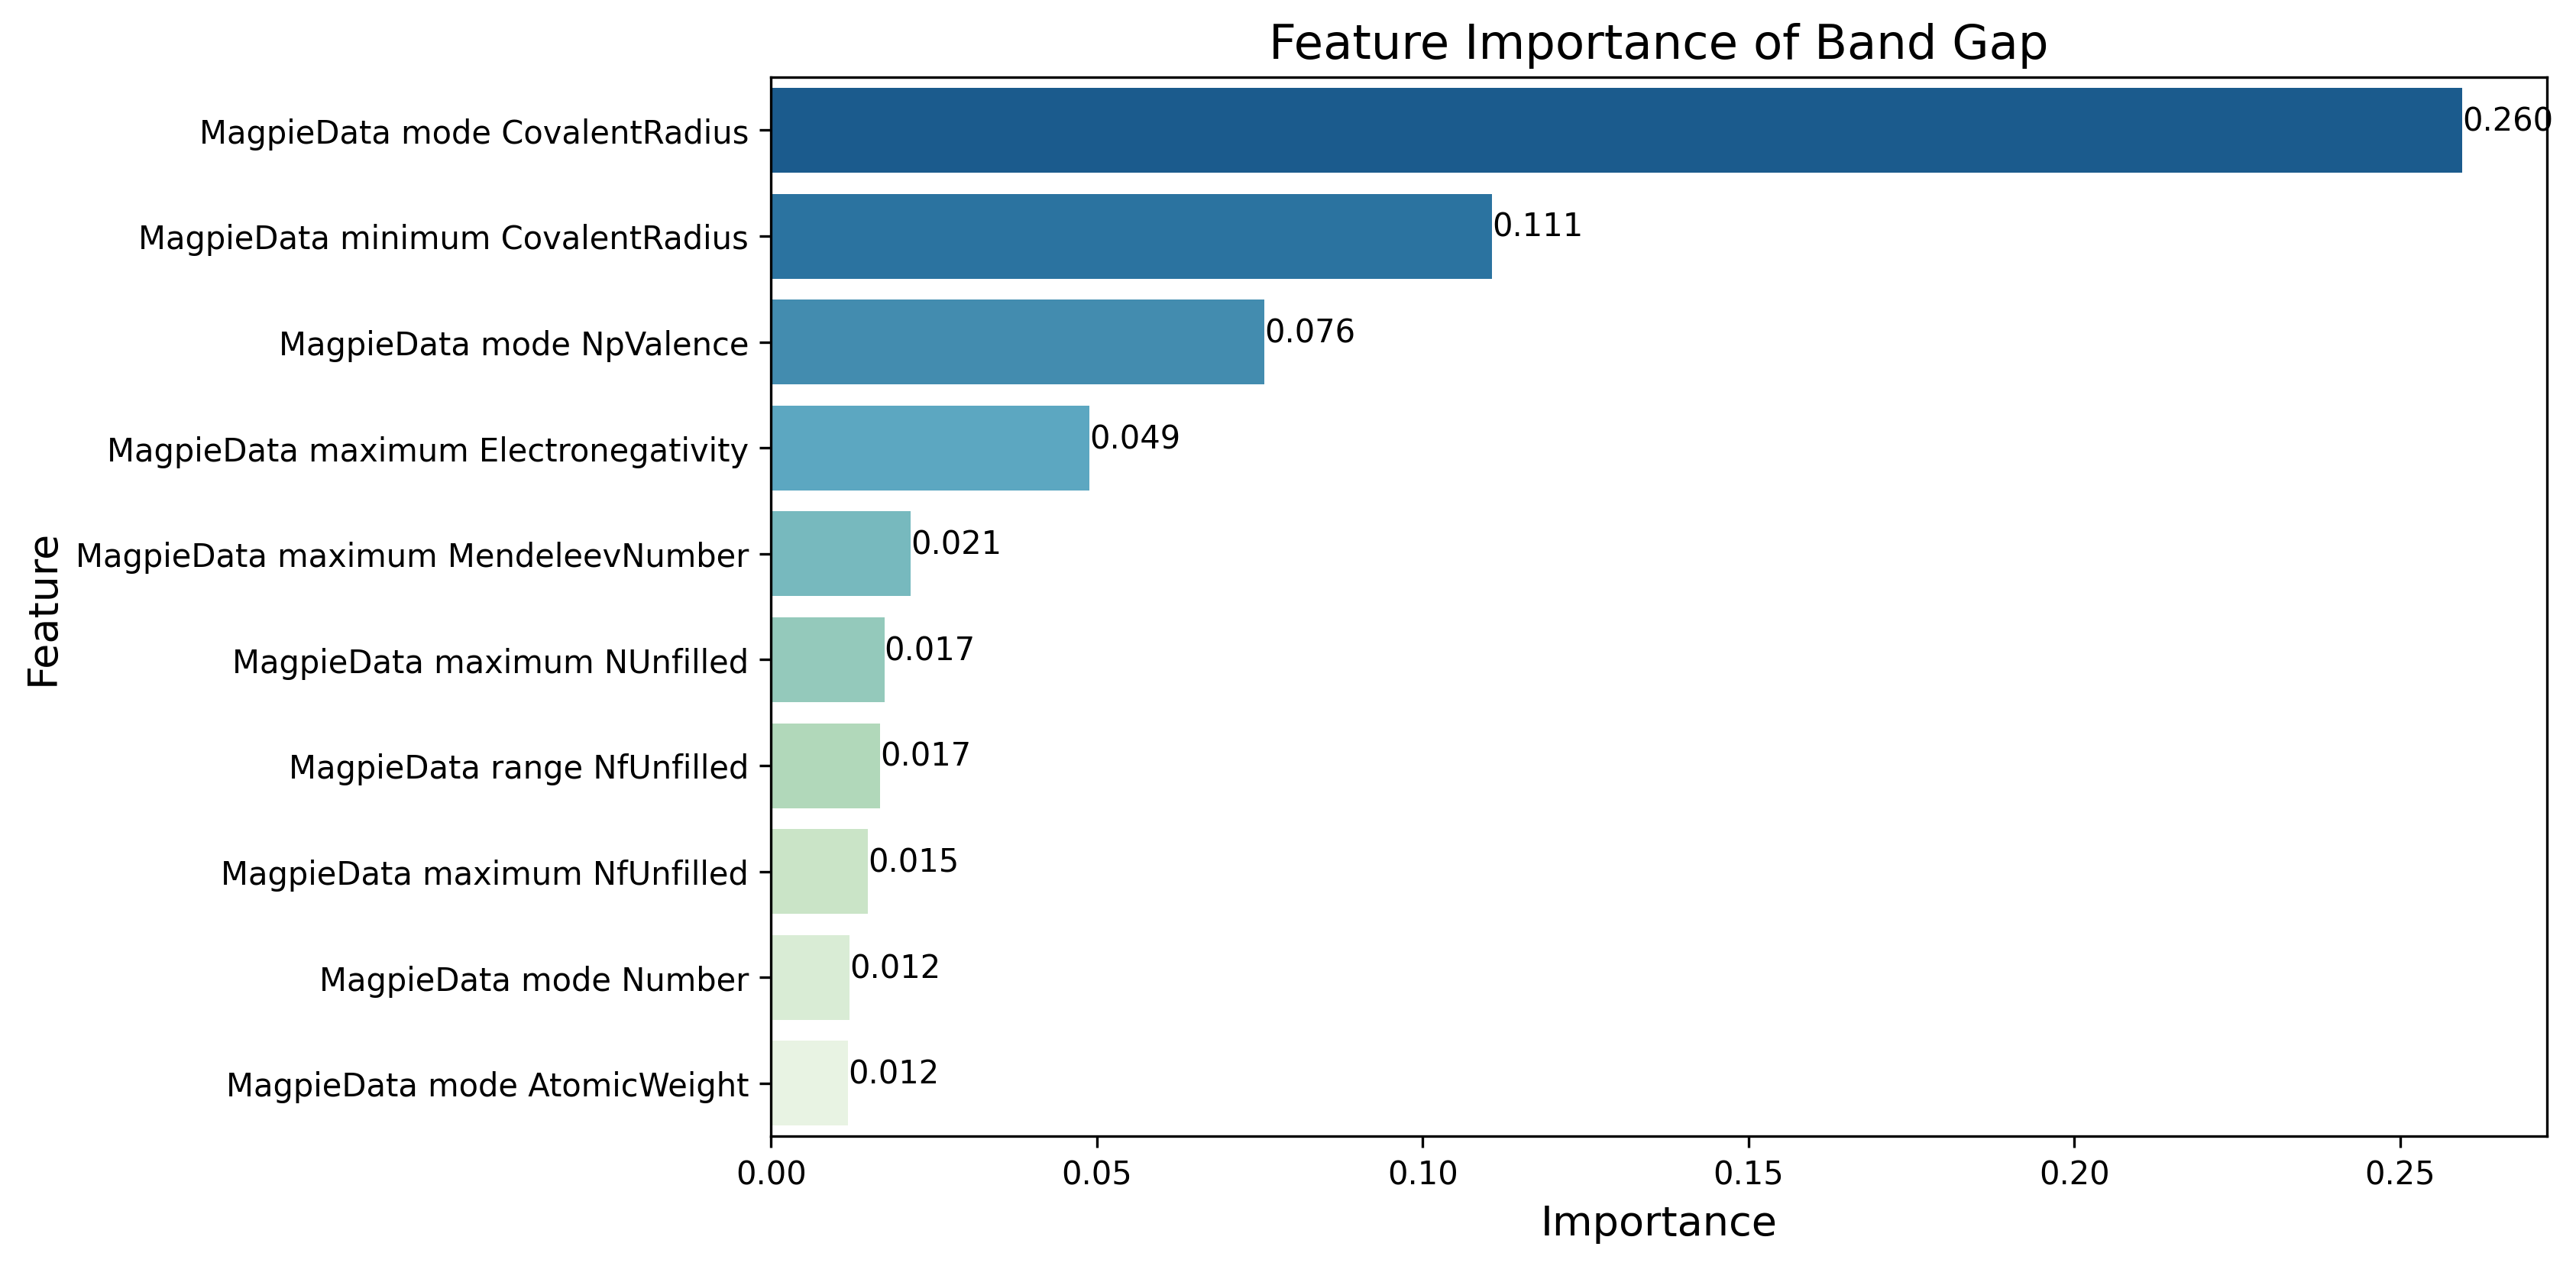 Feature Importance of Band Gap
MagpieData mode CovalentRadius
0.260
MagpieData minimum CovalentRadius
0.111
MagpieData mode NpValence
0.076
MagpieData maximum Electronegativity
0.049
MagpieData maximum MendeleevNumber
0.021
MagpieData maximum NUnfilled
0.017
MagpieData range NfUnfilled
0.017
MagpieData maximum NfUnfilled
0.015
MagpieData mode Number
0.012
MagpieData mode AtomicWeight
0.012
Feature
0.00 0.05 0.10 0.15 0.20 0.25
Importance